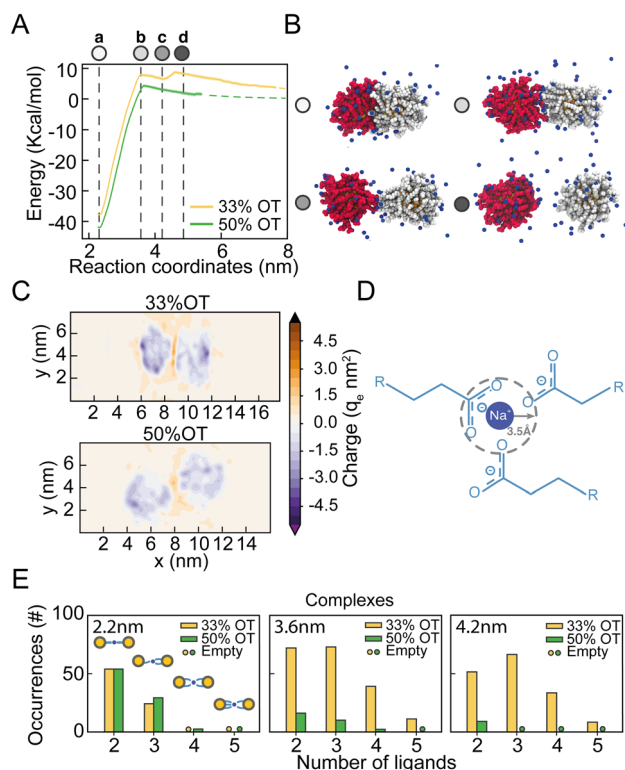 A
a b c d
Energy (Kcal/mol)
10
0
-10
-20
-30
-40
33% OT
50% OT
2 4 6 8
Reaction coordinates (nm)
B
C
33%OT
y (nm)
6
4
2
2 4 6 8 10 12 14 16
50%OT
y (nm)
6
4
2
2 4 6 8 10 12 14
x (nm)
4.5
3.0
1.5
0.0
-1.5
-3.0
-4.5
Charge (qe nm²)
D
R
O
O
⊖
O
O
⊖
R
Na⁺
3.5Å
O
O
⊖
R
E
Complexes
Occurrences (#)
100
50
0
2.2nm
33% OT
50% OT
Empty
2 3 4 5
3.6nm
33% OT
50% OT
Empty
2 3 4 5
4.2nm
33% OT
50% OT
Empty
2 3 4 5
Number of ligands